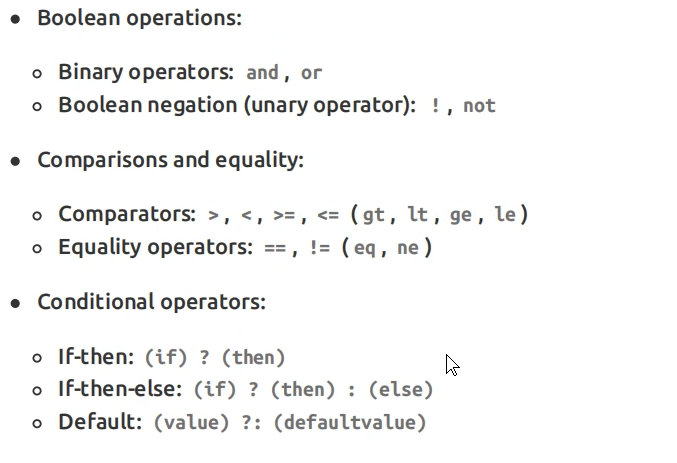 • Boolean operations:
◦ Binary operators: and, or
◦ Boolean negation (unary operator): !, not
• Comparisons and equality:
◦ Comparators: >, <, >=, <= (gt, lt, ge, le)
◦ Equality operators: ==, != (eq, ne)
• Conditional operators:
◦ If-then: (if) ? (then)
◦ If-then-else: (if) ? (then) : (else)
◦ Default: (value) ?: (defaultvalue)